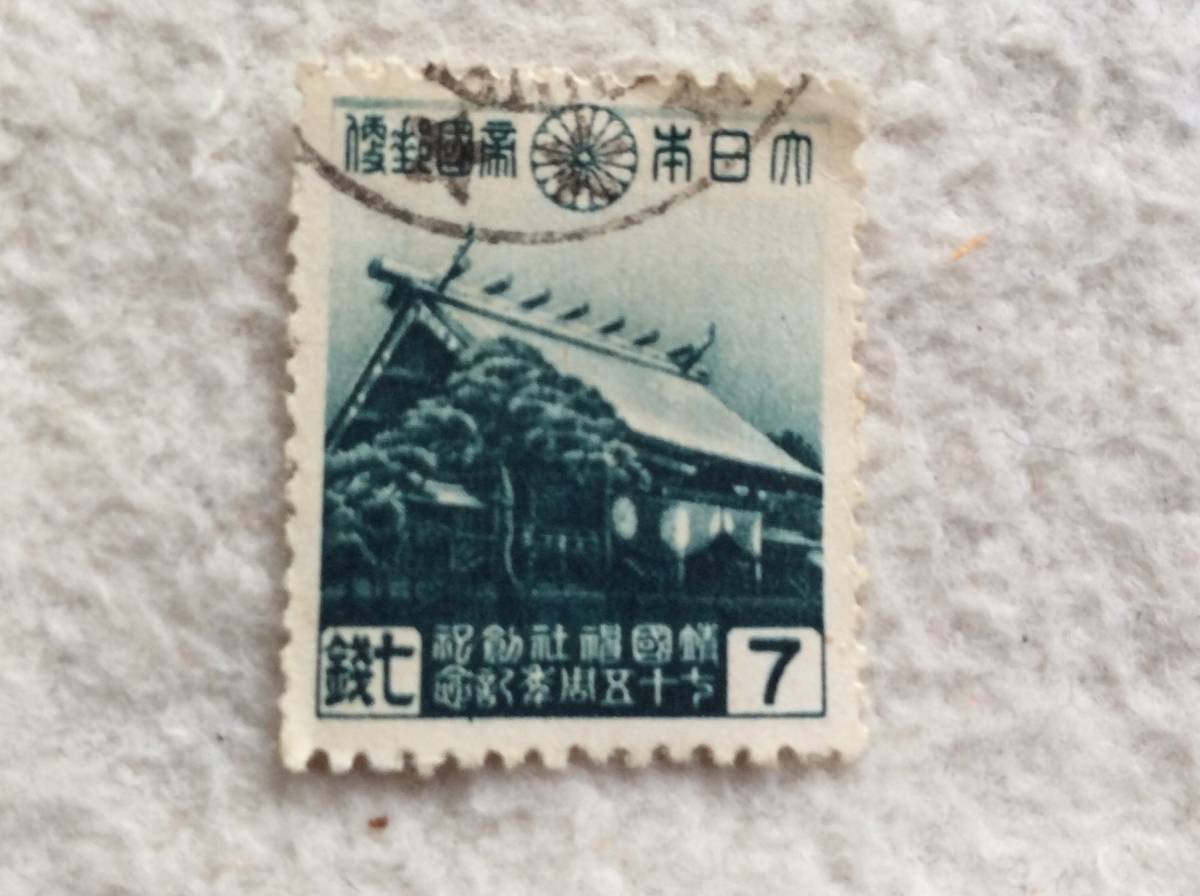 大日本帝國郵便
靖國神社創祀
七十五周年記念
7
七錢